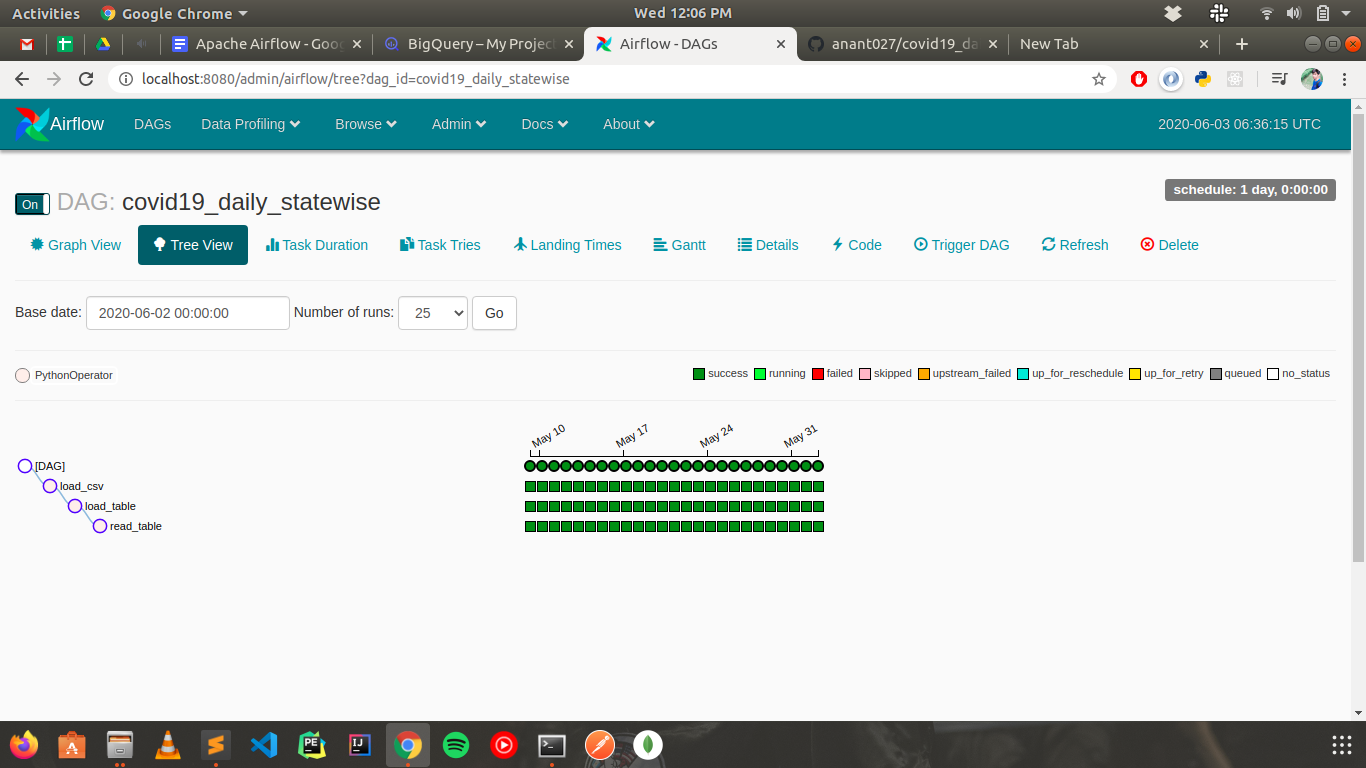 Activities Google Chrome Wed 12:06 PM
Apache Airflow - Goo BigQuery – My Projec Airflow - DAGs anant027/covid19_da New Tab
localhost:8080/admin/airflow/tree?dag_id=covid19_daily_statewise
Airflow DAGs Data Profiling Browse Admin Docs About 2020-06-03 06:36:15 UTC
schedule: 1 day, 0:00:00
On DAG: covid19_daily_statewise
Graph View Tree View Task Duration Task Tries Landing Times Gantt Details Code Trigger DAG Refresh Delete
Base date: 2020-06-02 00:00:00 Number of runs: 25 Go
PythonOperator success running failed skipped upstream_failed up_for_reschedule up_for_retry queued no_status
May 10 May 17 May 24 May 31
[DAG]
load_csv
load_table
read_table